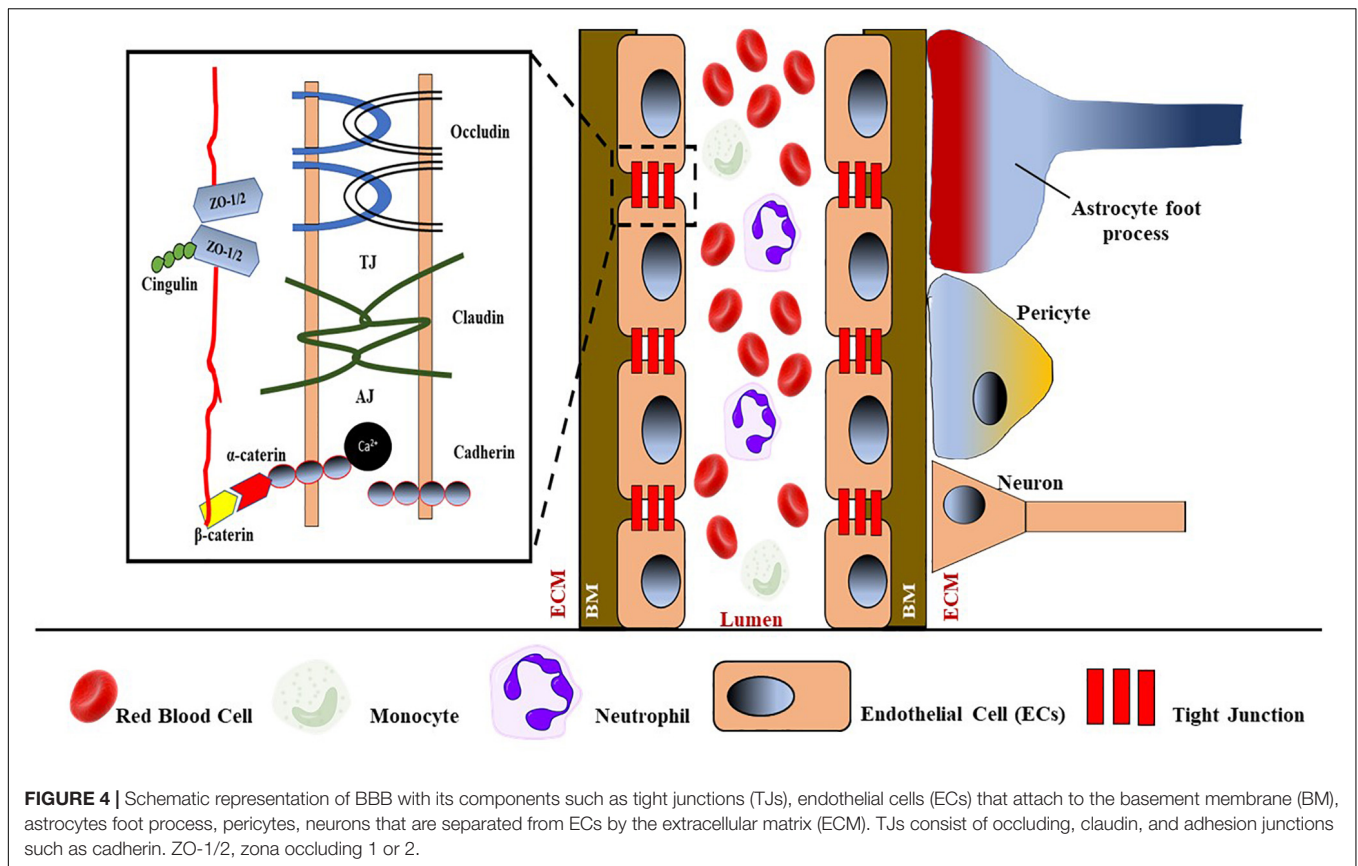 Occludin
ZO-1/2
ZO-1/2
Cingulin
TJ
Claudin
AJ
Ca²⁺
α-caterin
Cadherin
β-caterin
Astrocyte foot
process
Pericyte
Neuron
ECM
BM
Lumen
BM
ECM
Red Blood Cell
Monocyte
Neutrophil
Endothelial Cell (ECs)
Tight Junction
FIGURE 4 | Schematic representation of BBB with its components such as tight junctions (TJs), endothelial cells (ECs) that attach to the basement membrane (BM),
astrocytes foot process, pericytes, neurons that are separated from ECs by the extracellular matrix (ECM). TJs consist of occluding, claudin, and adhesion junctions
such as cadherin. ZO-1/2, zona occluding 1 or 2.